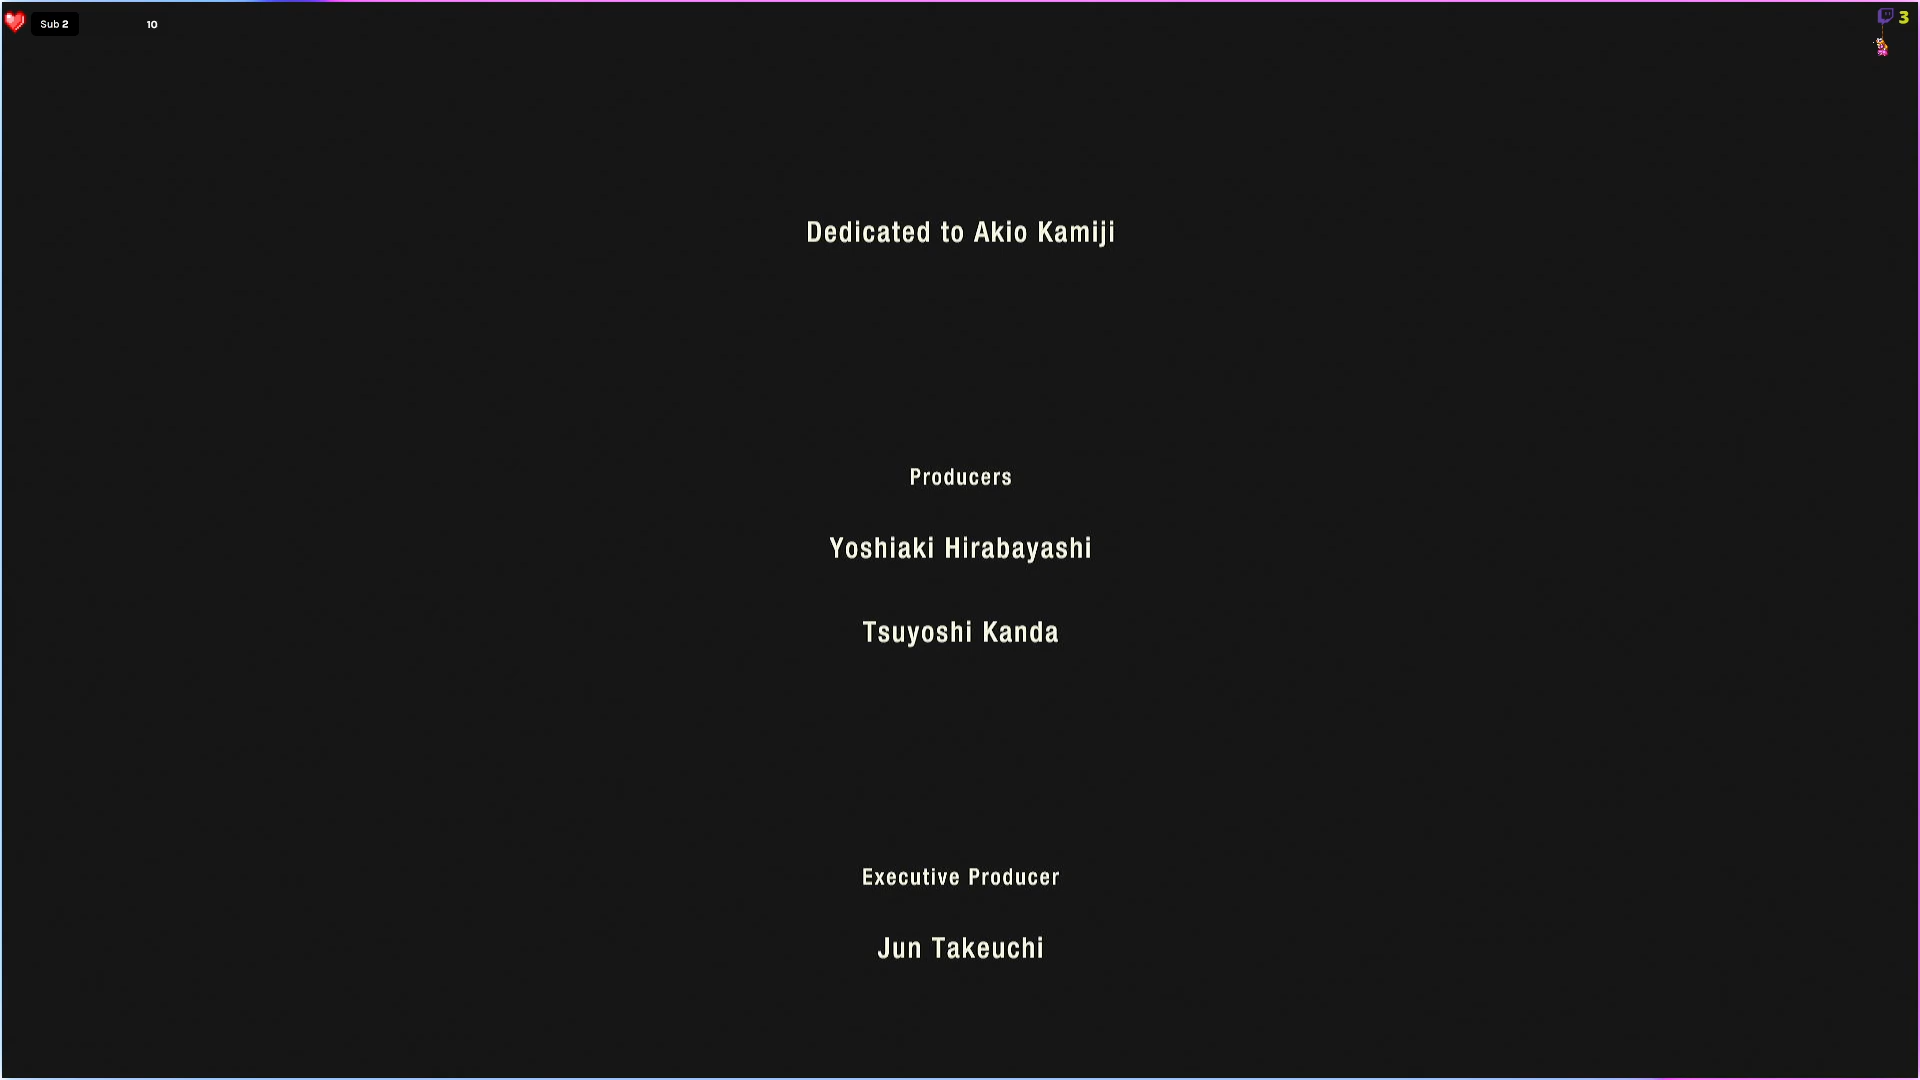 Sub 2 10
3
Dedicated to Akio Kamiji
Producers
Yoshiaki Hirabayashi
Tsuyoshi Kanda
Executive Producer
Jun Takeuchi